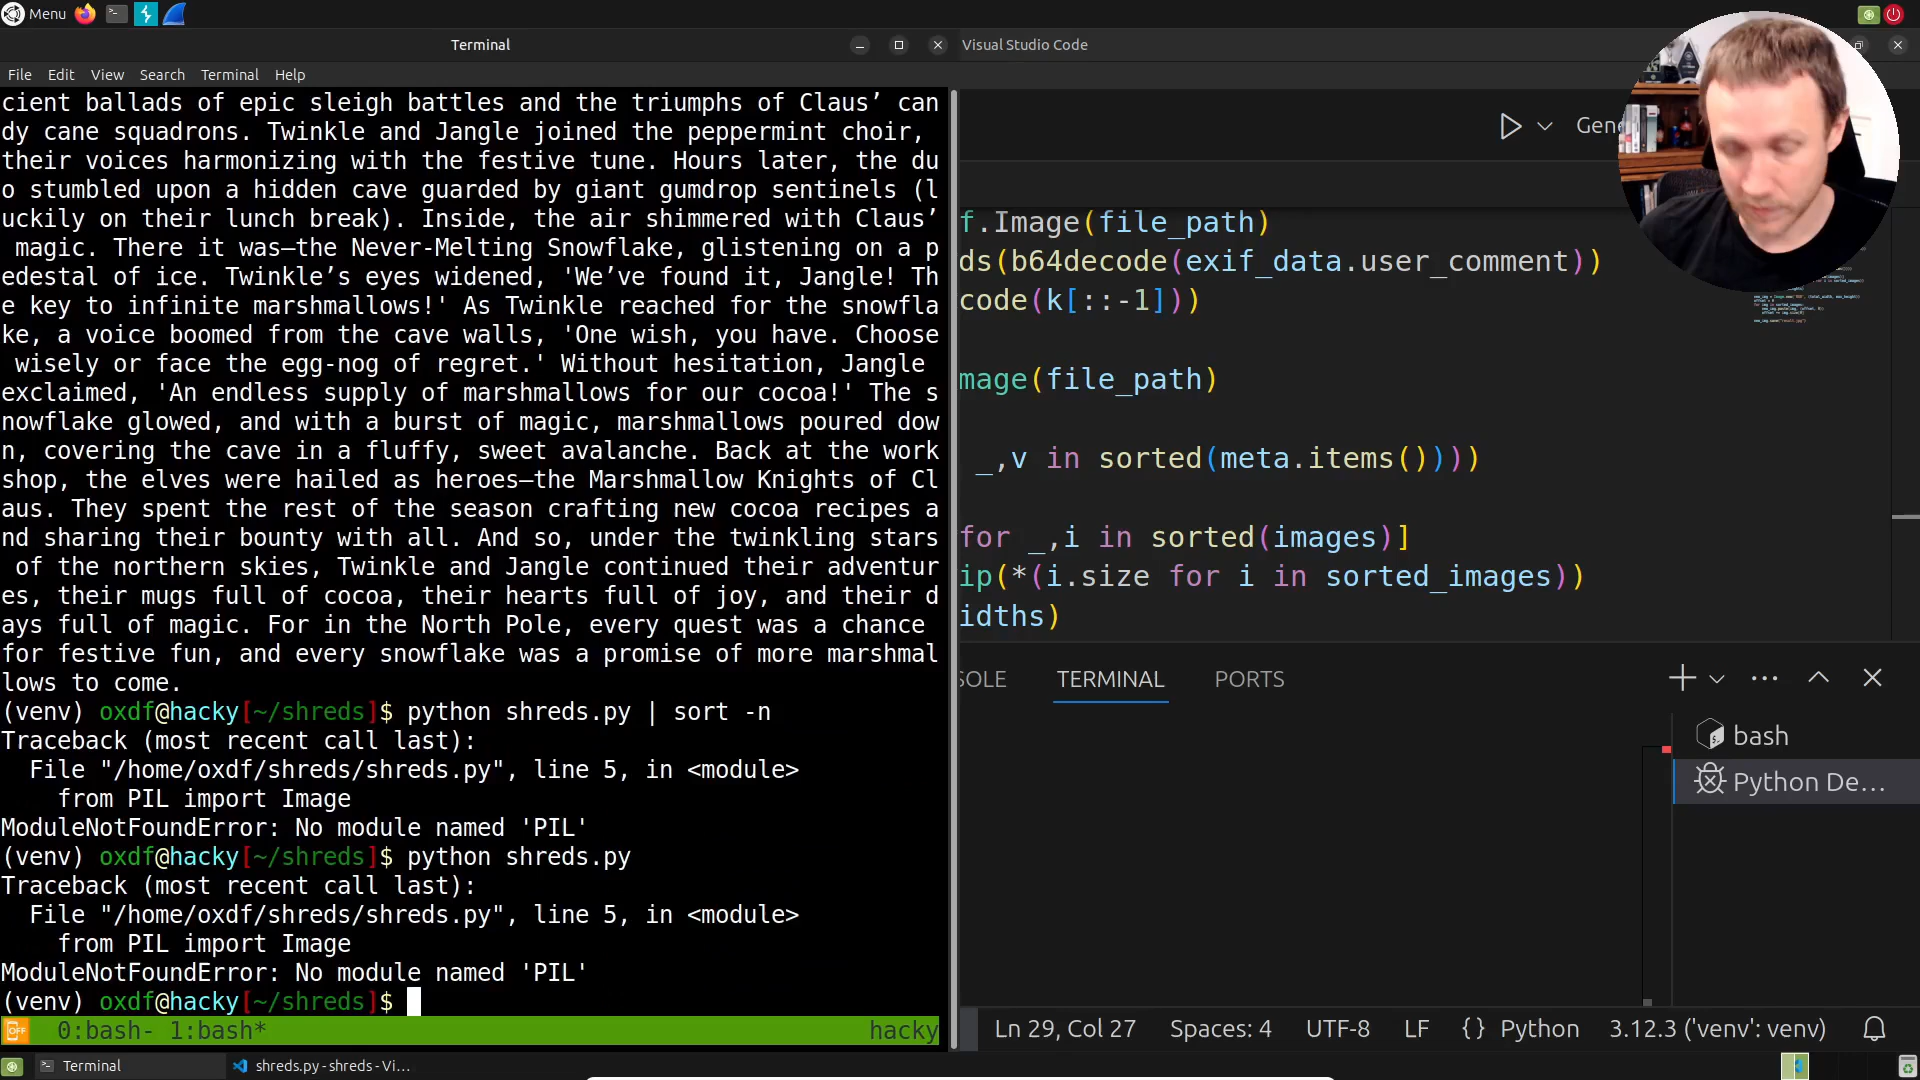 Menu
Terminal
Visual Studio Code
File Edit View Search Terminal Help
cient ballads of epic sleigh battles and the triumphs of Claus’ can
dy cane squadrons. Twinkle and Jangle joined the peppermint choir,
their voices harmonizing with the festive tune. Hours later, the du
o stumbled upon a hidden cave guarded by giant gumdrop sentinels (l
uckily on their lunch break). Inside, the air shimmered with Claus’
magic. There it was—the Never-Melting Snowflake, glistening on a p
edestal of ice. Twinkle’s eyes widened, 'We’ve found it, Jangle! Th
e key to infinite marshmallows!' As Twinkle reached for the snowfla
ke, a voice boomed from the cave walls, 'One wish, you have. Choose
wisely or face the egg-nog of regret.' Without hesitation, Jangle
exclaimed, 'An endless supply of marshmallows for our cocoa!' The s
nowflake glowed, and with a burst of magic, marshmallows poured dow
n, covering the cave in a fluffy, sweet avalanche. Back at the work
shop, the elves were hailed as heroes—the Marshmallow Knights of Cl
aus. They spent the rest of the season crafting new cocoa recipes a
nd sharing their bounty with all. And so, under the twinkling stars
of the northern skies, Twinkle and Jangle continued their adventur
es, their mugs full of cocoa, their hearts full of joy, and their d
ays full of magic. For in the North Pole, every quest was a chance
for festive fun, and every snowflake was a promise of more marshmal
lows to come.
(venv) oxdf@hacky[~/shreds]$ python shreds.py | sort -n
Traceback (most recent call last):
File "/home/oxdf/shreds/shreds.py", line 5, in <module>
from PIL import Image
ModuleNotFoundError: No module named 'PIL'
(venv) oxdf@hacky[~/shreds]$ python shreds.py
Traceback (most recent call last):
File "/home/oxdf/shreds/shreds.py", line 5, in <module>
from PIL import Image
ModuleNotFoundError: No module named 'PIL'
(venv) oxdf@hacky[~/shreds]$
OFF 0:bash- 1:bash* hacky
Gene
f.Image(file_path)
ds(b64decode(exif_data.user_comment))
code(k[::-1]))
mage(file_path)
_,v in sorted(meta.items())))
for _,i in sorted(images)]
ip(*(i.size for i in sorted_images))
idths)
SOLE TERMINAL PORTS
bash
Python De...
Ln 29, Col 27 Spaces: 4 UTF-8 LF {} Python 3.12.3 ('venv': venv)
Terminal shreds.py - shreds - Vi...